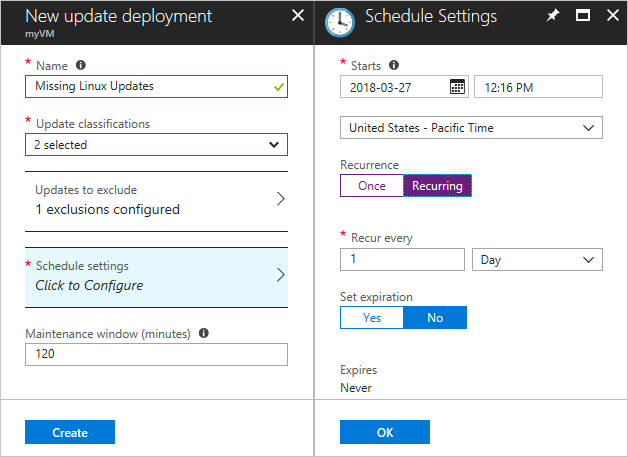 New update deployment
myVM
* Name
Missing Linux Updates
* Update classifications
2 selected
Updates to exclude
1 exclusions configured
* Schedule settings
Click to Configure
Maintenance window (minutes)
120
Create
Schedule Settings
* Starts
2018-03-27
12:16 PM
United States - Pacific Time
Recurrence
Once
Recurring
* Recur every
1
Day
Set expiration
Yes
No
Expires
Never
OK